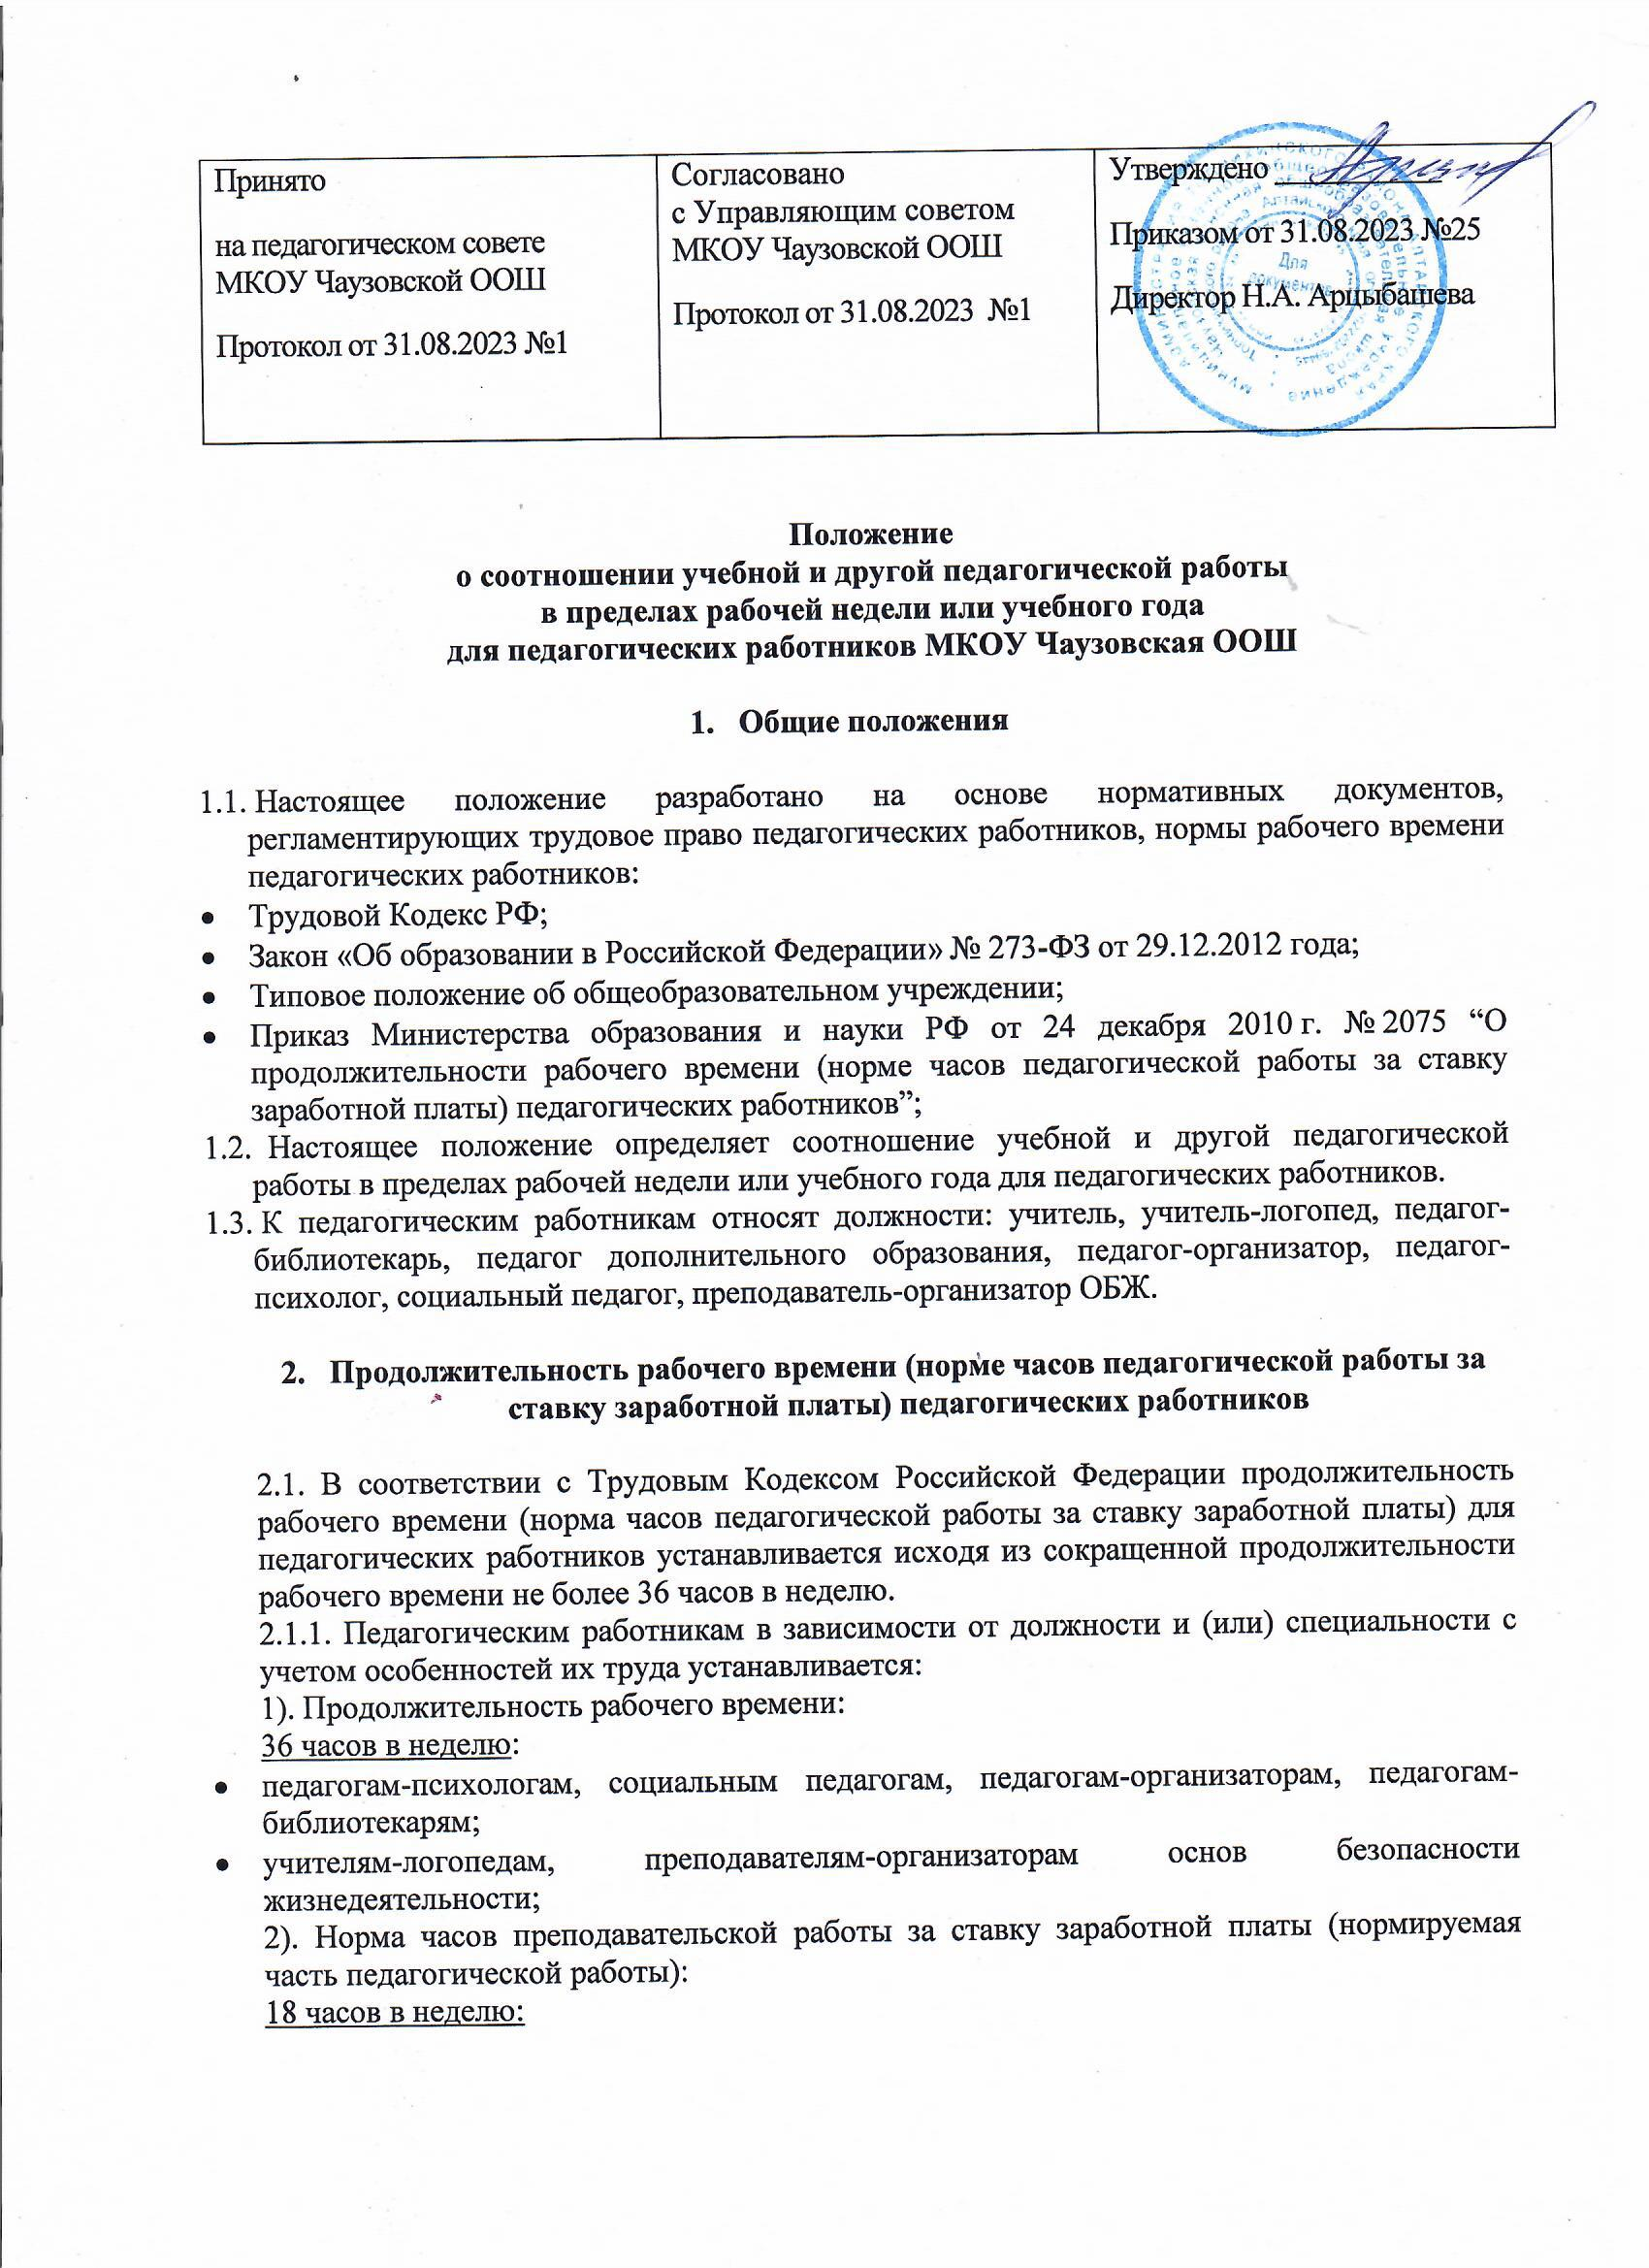 Принято
на педагогическом совете
МКОУ Чаузовской ООШ
Протокол от 31.08.2023 №1
Согласовано
с Управляющим советом
МКОУ Чаузовской ООШ
Протокол от 31.08.2023 №1
Утверждено
Приказом от 31.08.2023 №25
Директор Н.А. Арцыбашева
Для
документов
Положение
о соотношении учебной и другой педагогической работы
в пределах рабочей недели или учебного года
для педагогических работников МКОУ Чаузовская ООШ
1. Общие положения
1.1. Настоящее положение разработано на основе нормативных документов,
регламентирующих трудовое право педагогических работников, нормы рабочего времени
педагогических работников:
• Трудовой Кодекс РФ;
• Закон «Об образовании в Российской Федерации» № 273-ФЗ от 29.12.2012 года;
• Типовое положение об общеобразовательном учреждении;
• Приказ Министерства образования и науки РФ от 24 декабря 2010 г. № 2075 “О
продолжительности рабочего времени (норме часов педагогической работы за ставку
заработной платы) педагогических работников”;
1.2. Настоящее положение определяет соотношение учебной и другой педагогической
работы в пределах рабочей недели или учебного года для педагогических работников.
1.3. К педагогическим работникам относят должности: учитель, учитель-логопед, педагог-
библиотекарь, педагог дополнительного образования, педагог-организатор, педагог-
психолог, социальный педагог, преподаватель-организатор ОБЖ.
2. Продолжительность рабочего времени (норме часов педагогической работы за
ставку заработной платы) педагогических работников
2.1. В соответствии с Трудовым Кодексом Российской Федерации продолжительность
рабочего времени (норма часов педагогической работы за ставку заработной платы) для
педагогических работников устанавливается исходя из сокращенной продолжительности
рабочего времени не более 36 часов в неделю.
2.1.1. Педагогическим работникам в зависимости от должности и (или) специальности с
учетом особенностей их труда устанавливается:
1). Продолжительность рабочего времени:
36 часов в неделю:
• педагогам-психологам, социальным педагогам, педагогам-организаторам, педагогам-
библиотекарям;
• учителям-логопедам, преподавателям-организаторам основ безопасности
жизнедеятельности;
2). Норма часов преподавательской работы за ставку заработной платы (нормируемая
часть педагогической работы):
18 часов в неделю: